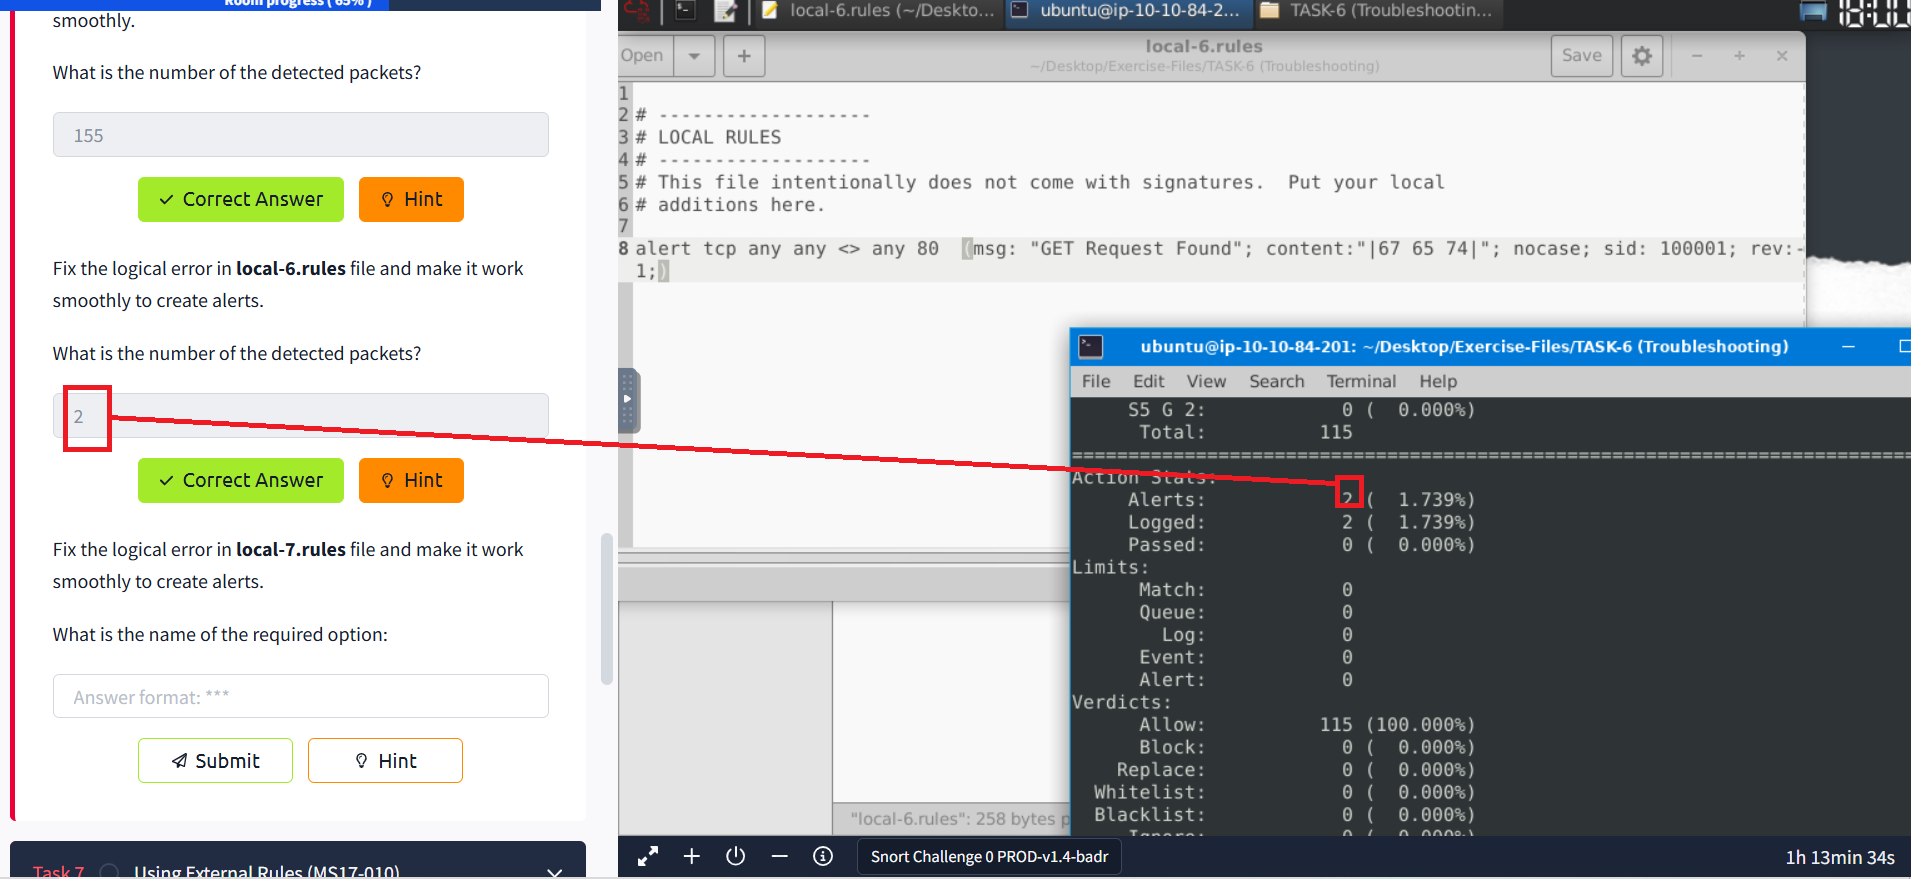 Room progress ( 65% )
smoothly.
What is the number of the detected packets?
155
Correct Answer
Hint
Fix the logical error in local-6.rules file and make it work
smoothly to create alerts.
What is the number of the detected packets?
2
Correct Answer
Hint
Fix the logical error in local-7.rules file and make it work
smoothly to create alerts.
What is the name of the required option:
Answer format: ***
Submit
Hint
Task 7
Using External Rules (MS17-010)
local-6.rules (~/Deskto...
ubuntu@ip-10-10-84-2...
TASK-6 (Troubleshootin...
Open
local-6.rules
~/Desktop/Exercise-Files/TASK-6 (Troubleshooting)
Save
1
2 # -------------------
3 # LOCAL RULES
4 # -------------------
5 # This file intentionally does not come with signatures.  Put your local
6 # additions here.
7
8 alert tcp any any <> any 80  (msg: "GET Request Found"; content:"|67 65 74|"; nocase; sid: 100001; rev:-
1;)
"local-6.rules": 258 bytes
ubuntu@ip-10-10-84-201: ~/Desktop/Exercise-Files/TASK-6 (Troubleshooting)
File Edit View Search Terminal Help
S5 G 2: 0 ( 0.000%)
Total: 115
Action Stats:
Alerts: 2 ( 1.739%)
Logged: 2 ( 1.739%)
Passed: 0 ( 0.000%)
Limits:
Match: 0
Queue: 0
Log: 0
Event: 0
Alert: 0
Verdicts:
Allow: 115 (100.000%)
Block: 0 ( 0.000%)
Replace: 0 ( 0.000%)
Whitelist: 0 ( 0.000%)
Blacklist: 0 ( 0.000%)
Ignore: 0 ( 0.000%)
Snort Challenge 0 PROD-v1.4-badr
1h 13min 34s